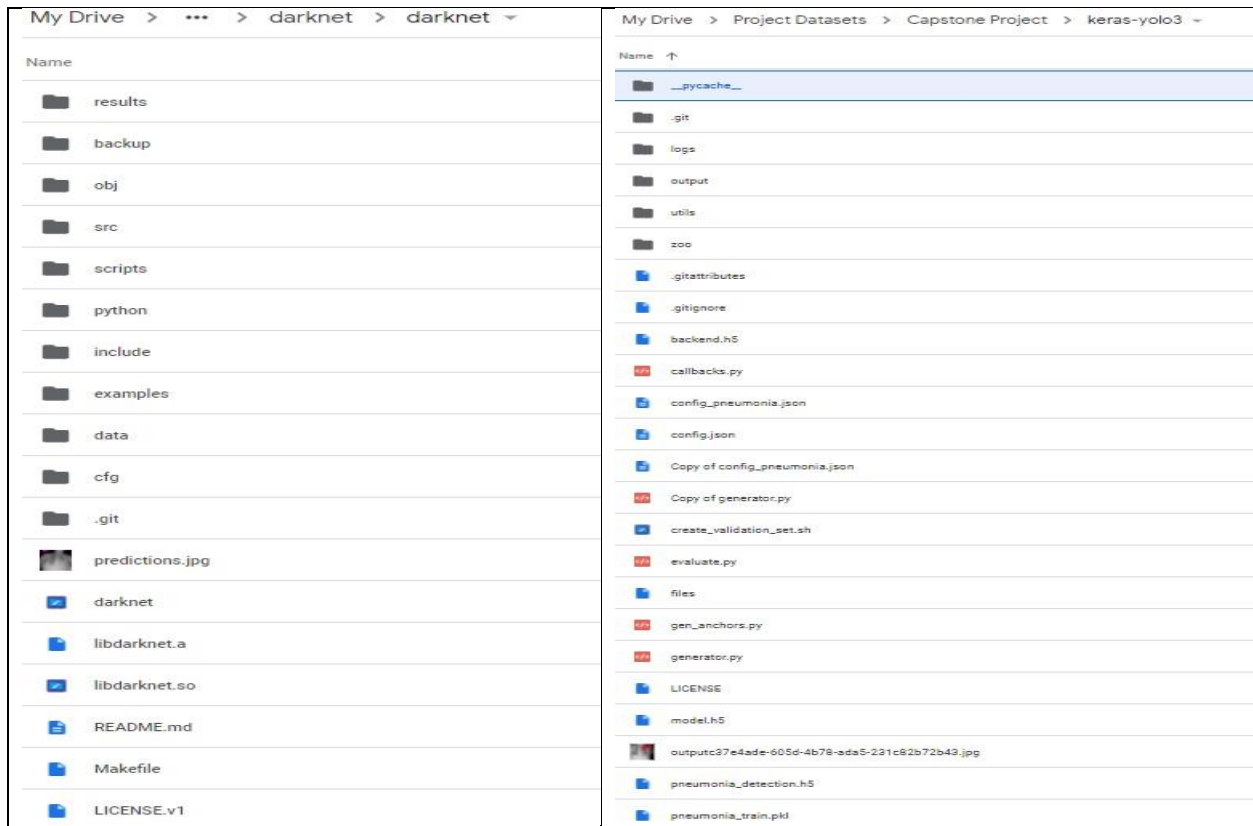 My Drive > ··· > darknet > darknet
Name
results
backup
obj
src
scripts
python
include
examples
data
cfg
.git
predictions.jpg
darknet
libdarknet.a
libdarknet.so
README.md
Makefile
LICENSE.v1
My Drive > Project Datasets > Capstone Project > keras-yolo3
Name ↑
__pycache__
.git
logs
output
utils
zoo
.gitattributes
.gitignore
backend.h5
callbacks.py
config_pneumonia.json
config.json
Copy of config_pneumonia.json
Copy of generator.py
create_validation_set.sh
evaluate.py
files
gen_anchors.py
generator.py
LICENSE
model.h5
outputc37e4ade-605d-4b78-ada5-231c82b72b43.jpg
pneumonia_detection.h5
pneumonia_train.pkl